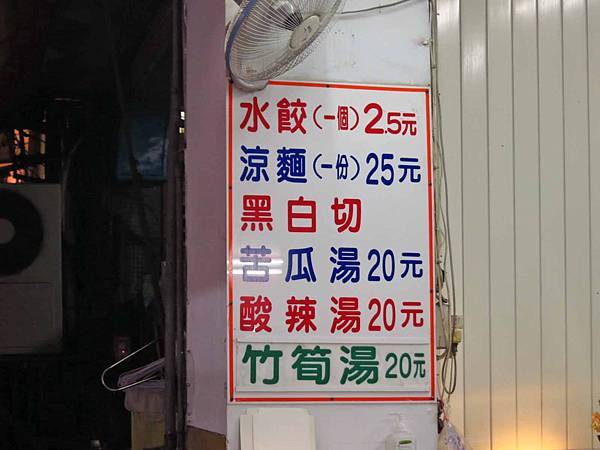 水餃(一個)2.5元
涼麵(一份)25元
黑白切
苦瓜湯20元
酸辣湯20元
竹筍湯20元